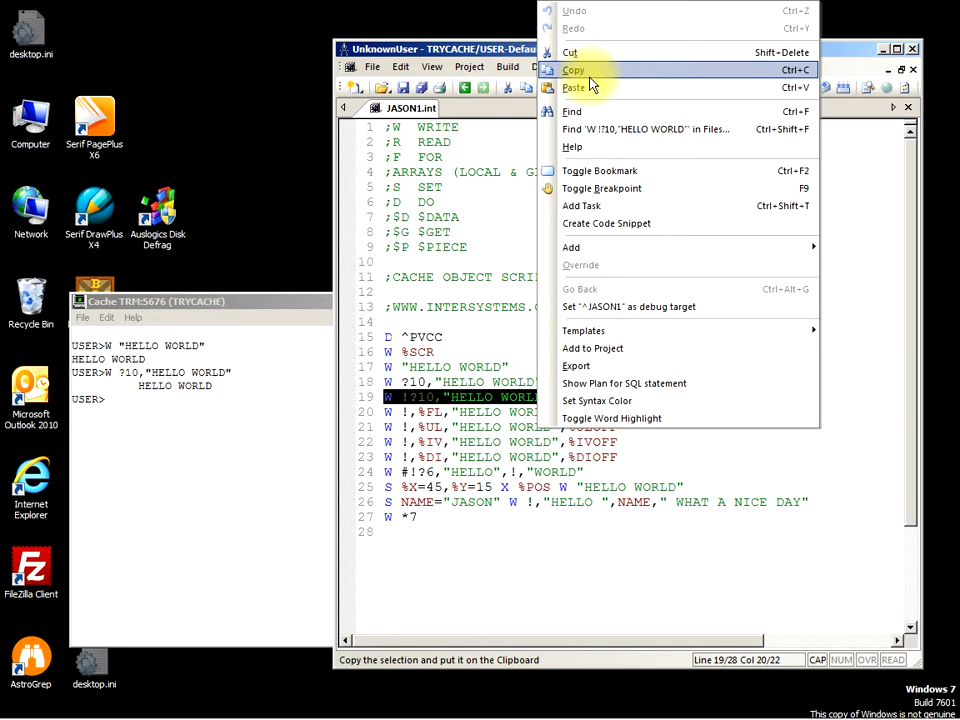 desktop.ini
Computer
Serif PagePlus
X6
Network
Serif DrawPlus
X4
Auslogics Disk
Defrag
Recycle Bin
Microsoft
Outlook 2010
Internet
Explorer
FileZilla Client
AstroGrep
desktop.ini
Cache TRM:5676 (TRYCACHE)
File Edit Help
USER>W "HELLO WORLD"
HELLO WORLD
USER>W ?10,"HELLO WORLD"
HELLO WORLD
USER>
UnknownUser - TRYCACHE/USER-Defau
File Edit View Project Build
JASON1.int
1 ;W WRITE
2 ;R READ
3 ;F FOR
4 ;ARRAYS (LOCAL & G
5 ;S SET
6 ;D DO
7 ;$D $DATA
8 ;$G $GET
9 ;$P $PIECE
10
11 ;CACHE OBJECT SCRI
12
13 ;WWW.INTERSYSTEMS.
14
15 D ^PVCC
16 W %SCR
17 W "HELLO WORLD"
18 W ?10,"HELLO WORLD"
19 W !?10,"HELLO WORL
20 W !,%FL,"HELLO WOR
21 W !,%UL,"HELLO WORLD",%ULOFF
22 W !,%IV,"HELLO WORLD",%IVOFF
23 W !,%DI,"HELLO WORLD",%DIOFF
24 W #!?6,"HELLO",!,"WORLD"
25 S %X=45,%Y=15 X %POS W "HELLO WORLD"
26 S NAME="JASON" W !,"HELLO ",NAME," WHAT A NICE DAY"
27 W *7
28
Undo Ctrl+Z
Redo Ctrl+Y
Cut Shift+Delete
Copy Ctrl+C
Paste Ctrl+V
Find Ctrl+F
Find 'W !?10,"HELLO WORLD"' in Files... Ctrl+Shift+F
Help
Toggle Bookmark Ctrl+F2
Toggle Breakpoint F9
Add Task Ctrl+Shift+T
Create Code Snippet
Add
Override
Go Back Ctrl+Alt+G
Set "^JASON1" as debug target
Templates
Add to Project
Export
Show Plan for SQL statement
Set Syntax Color
Toggle Word Highlight
Copy the selection and put it on the Clipboard
Line 19/28 Col 20/22 CAP NUM OVR READ
Windows 7
Build 7601
This copy of Windows is not genuine